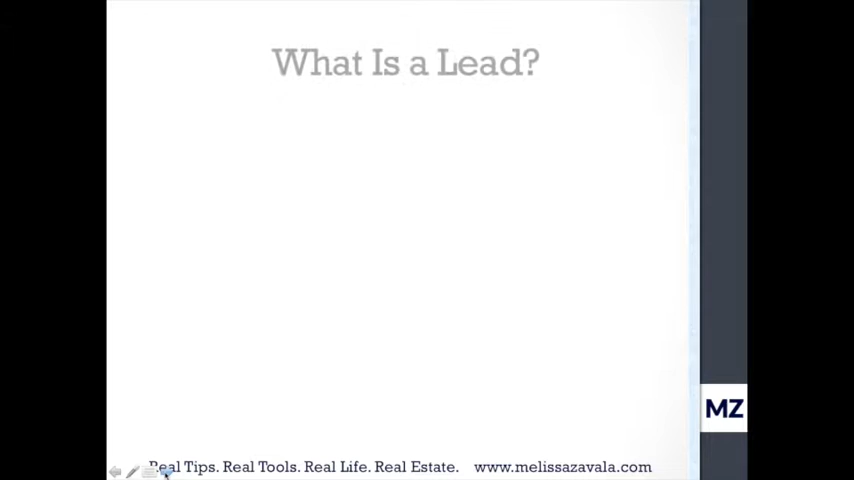 What Is a Lead?
MZ
Real Tips. Real Tools. Real Life. Real Estate. www.melissazavala.com